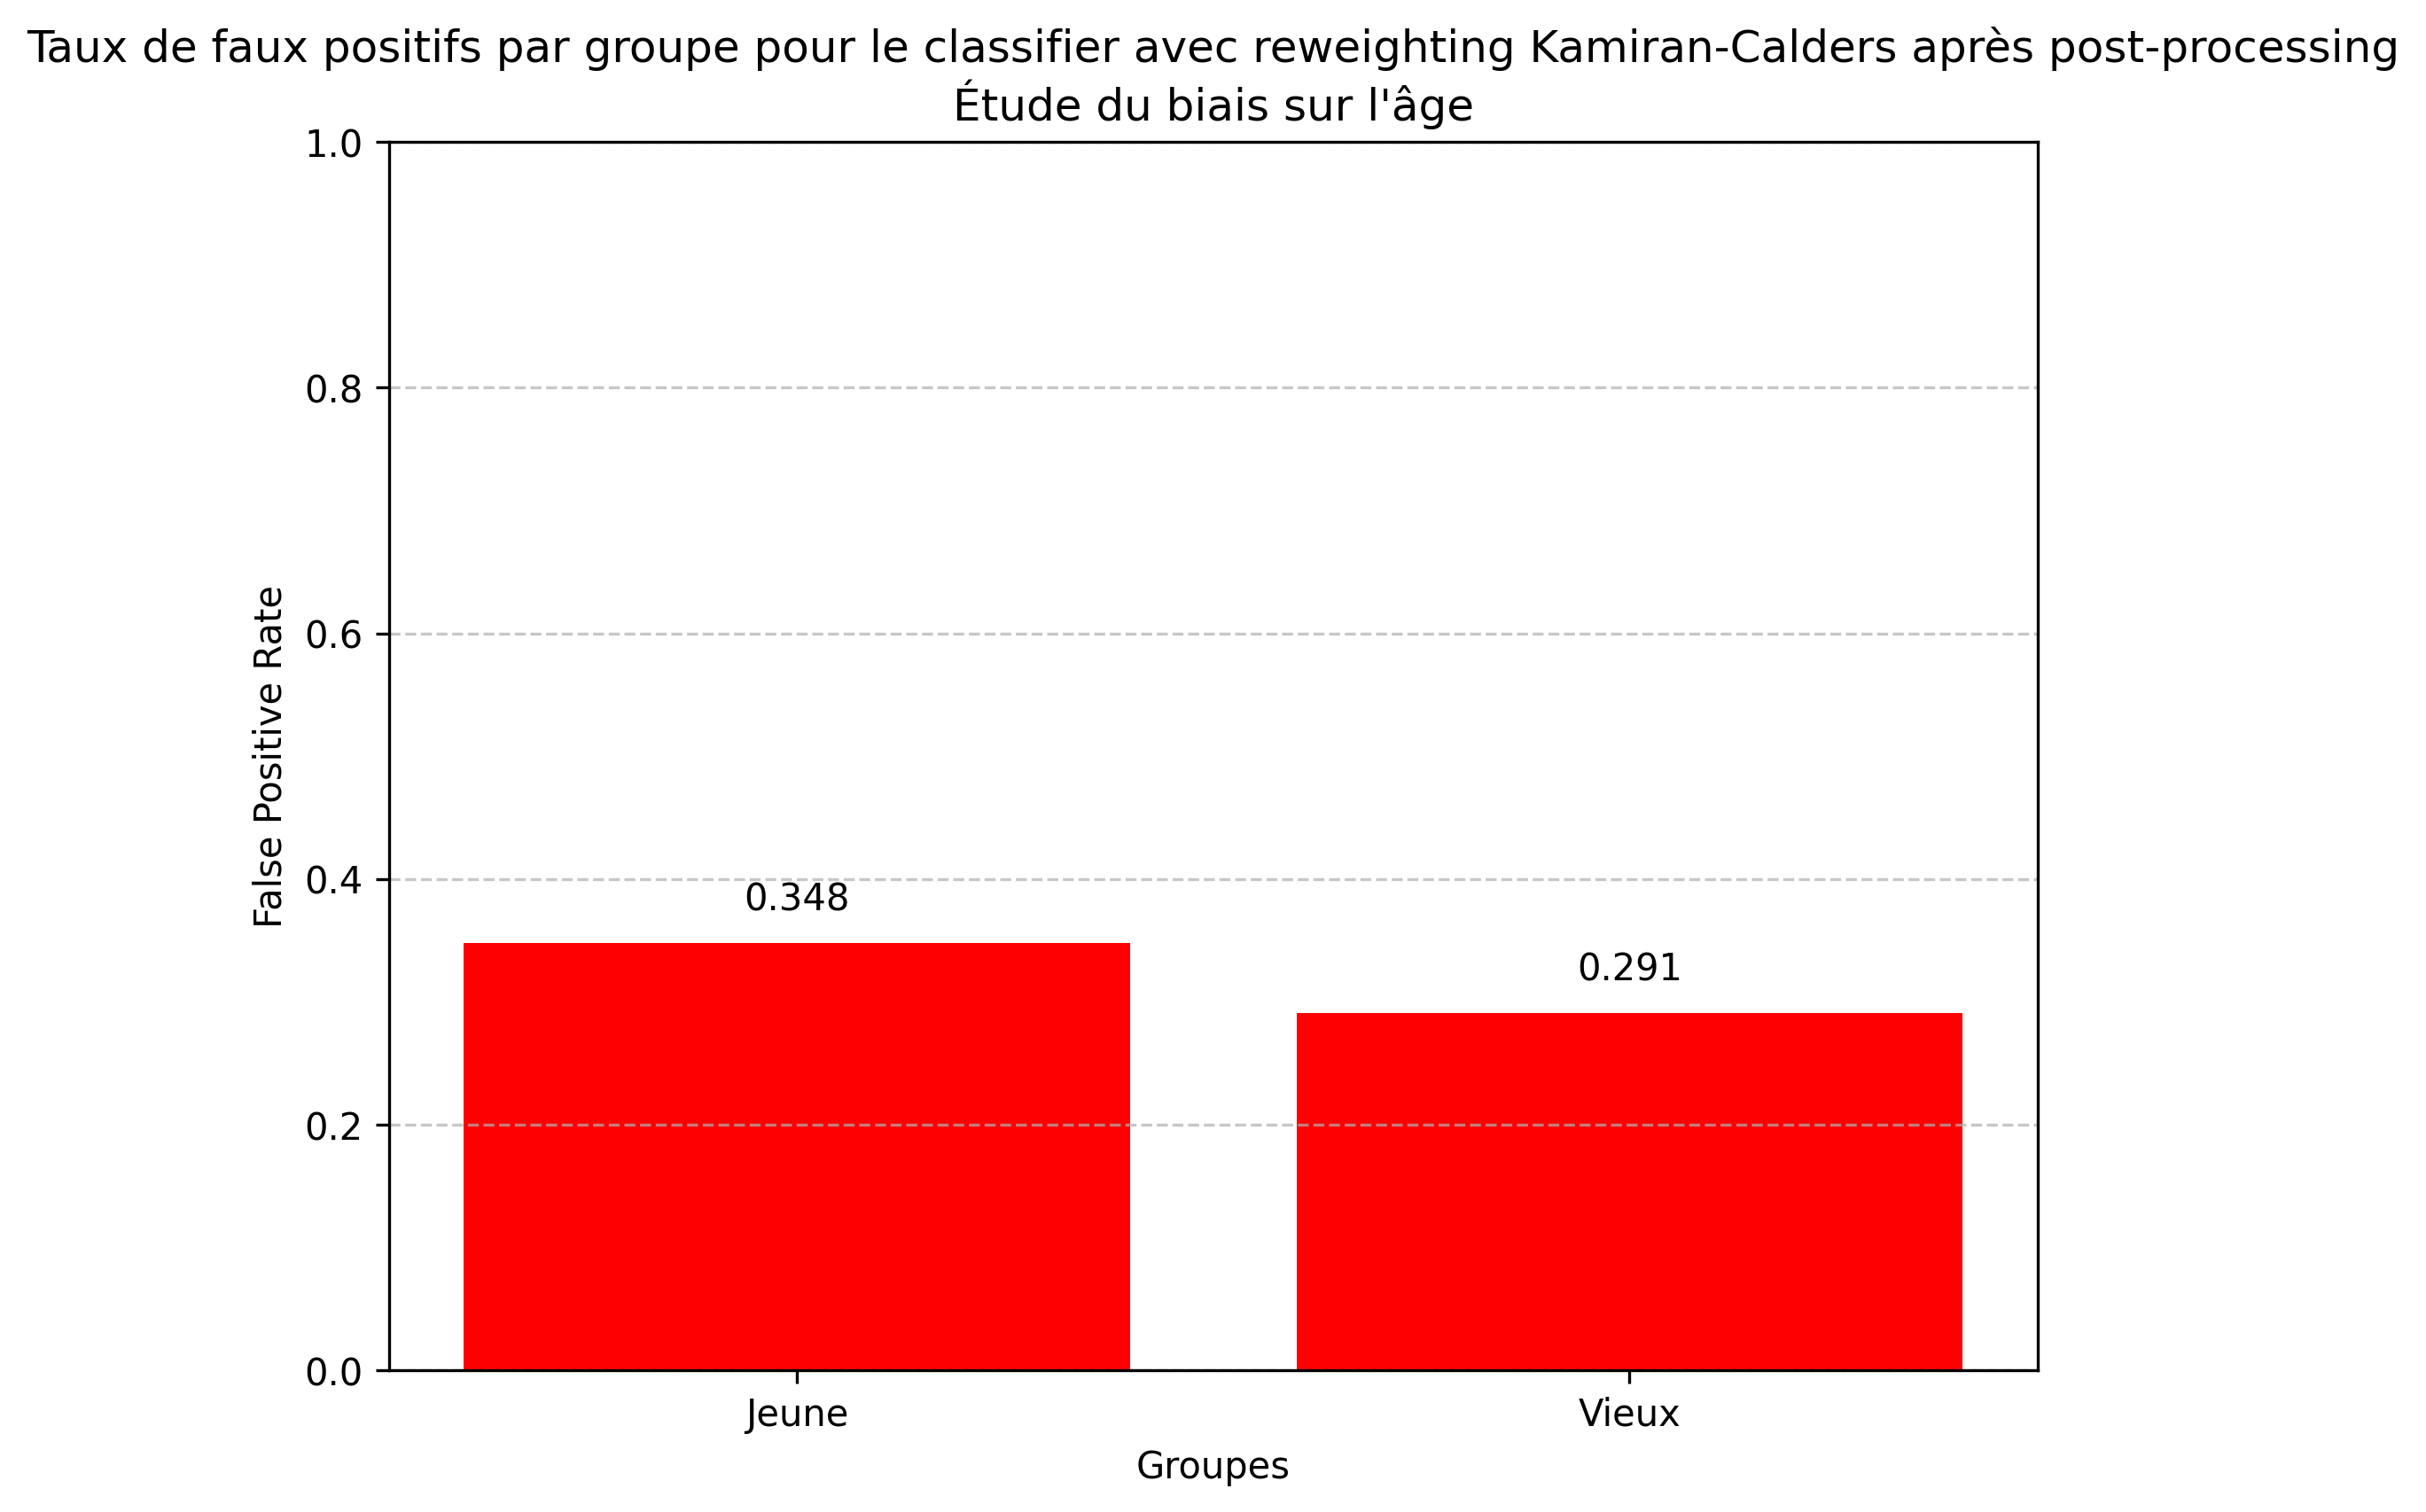 Taux de faux positifs par groupe pour le classifier avec reweighting Kamiran-Calders après post-processing
Étude du biais sur l'âge
1.0
0.8
0.6
0.4
0.2
0.0
False Positive Rate
0.348
0.291
Jeune
Vieux
Groupes